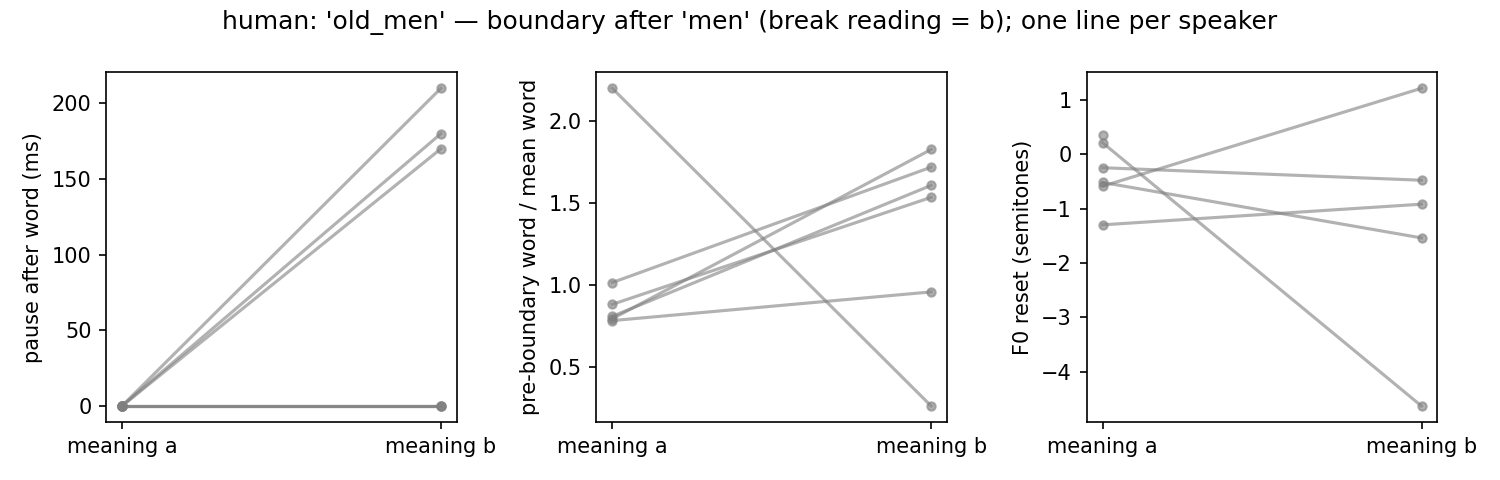 human: 'old_men' — boundary after 'men' (break reading = b); one line per speaker
pause after word (ms)
200
150
100
50
0
meaning a
meaning b
pre-boundary word / mean word
2.0
1.5
1.0
0.5
meaning a
meaning b
F0 reset (semitones)
1
0
−1
−2
−3
−4
meaning a
meaning b